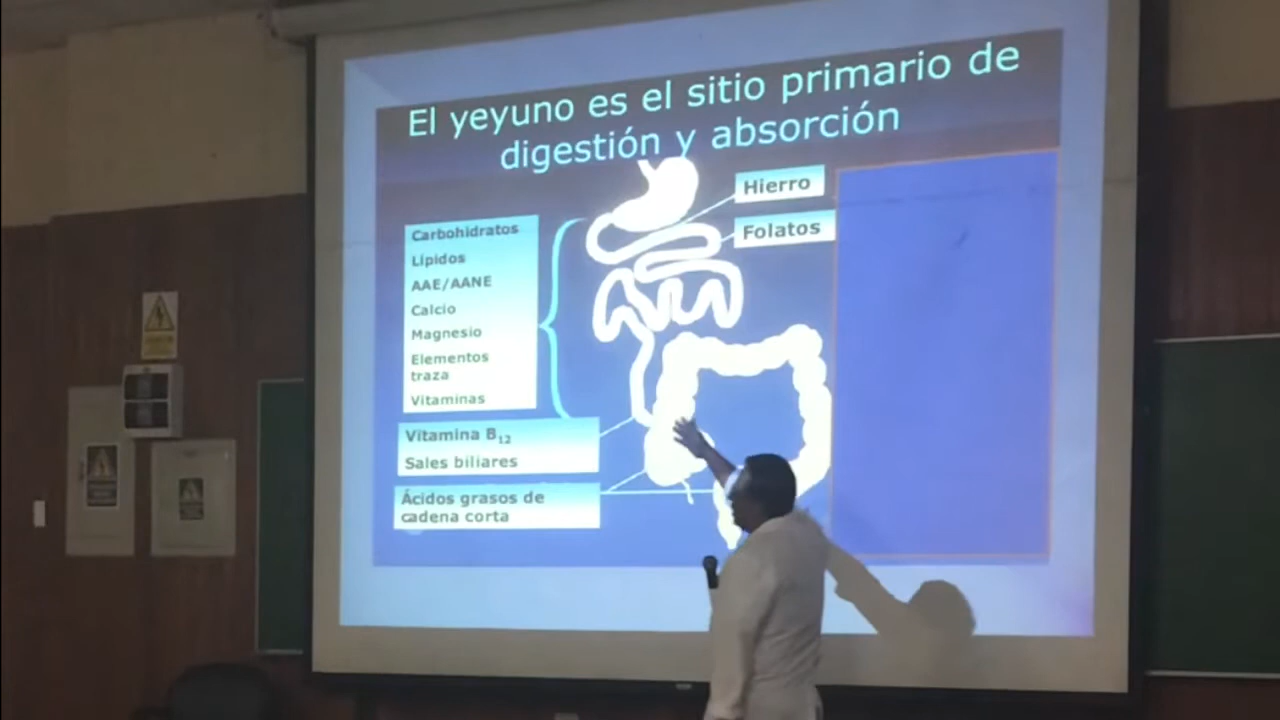 El yeyuno es el sitio primario de
digestión y absorción
Hierro
Folatos
Carbohidratos
Lípidos
AAE/AANE
Calcio
Magnesio
Elementos
traza
Vitaminas
Vitamina B12
Sales biliares
Ácidos grasos de
cadena corta